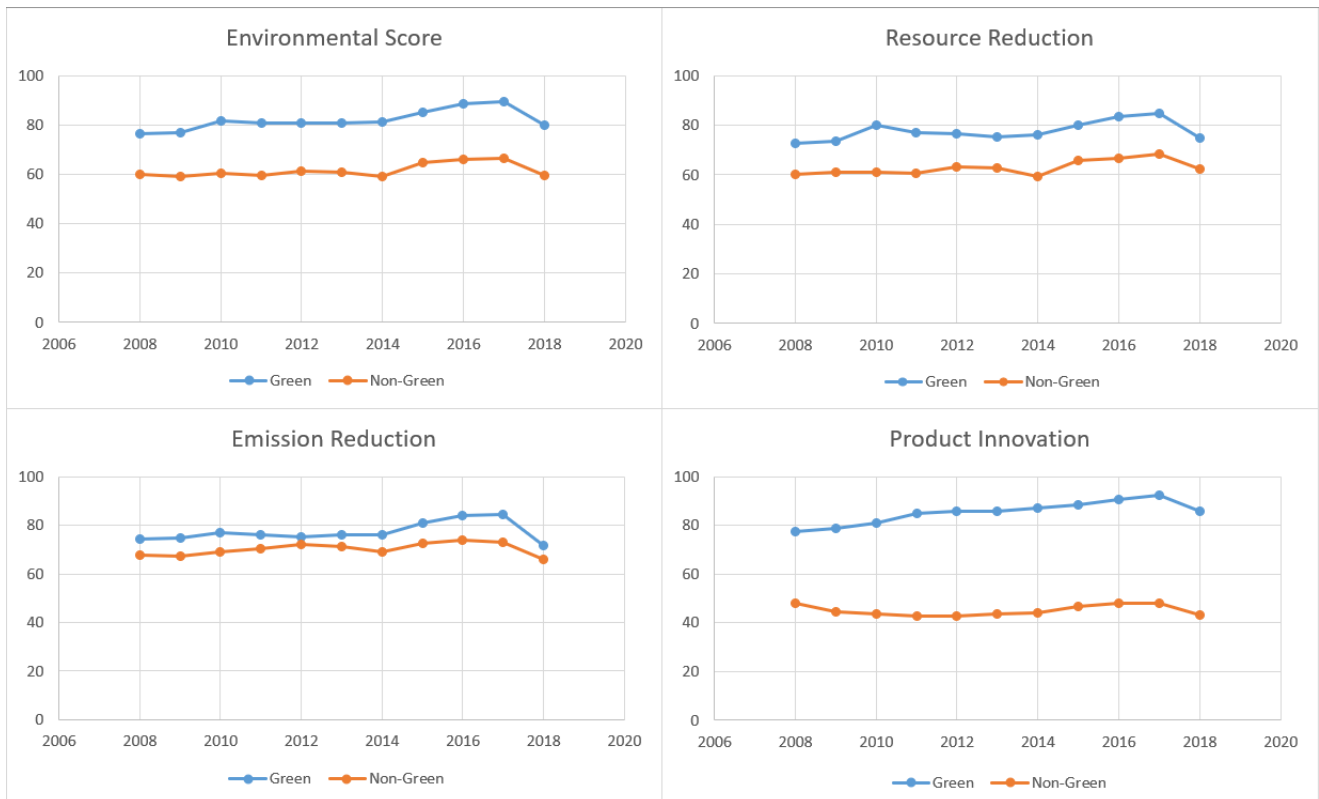 Environmental Score
100
80
60
40
20
0
2006 2008 2010 2012 2014 2016 2018 2020
Green Non-Green
Resource Reduction
100
80
60
40
20
0
2006 2008 2010 2012 2014 2016 2018 2020
Green Non-Green
Emission Reduction
100
80
60
40
20
0
2006 2008 2010 2012 2014 2016 2018 2020
Green Non-Green
Product Innovation
100
80
60
40
20
0
2006 2008 2010 2012 2014 2016 2018 2020
Green Non-Green